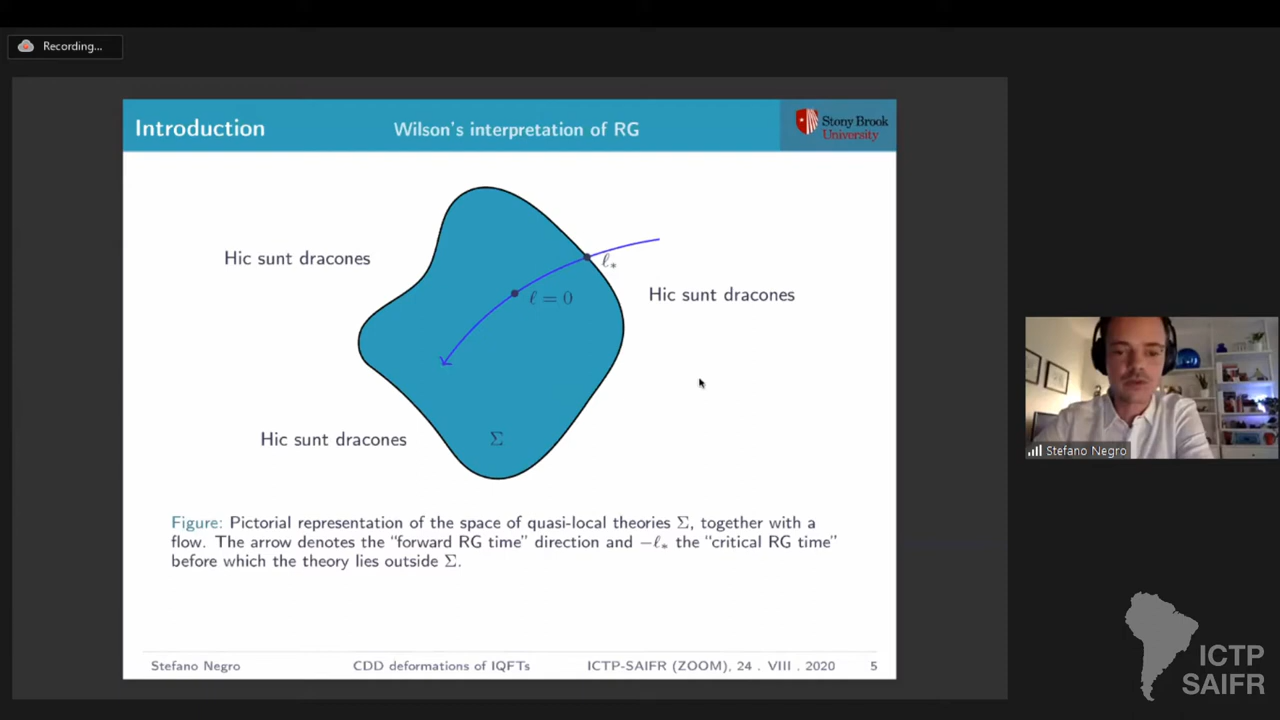 Recording...
Introduction
Wilson's interpretation of RG
Stony Brook
University
Hic sunt dracones
ℓ*
ℓ = 0
Hic sunt dracones
Hic sunt dracones
Σ
Figure: Pictorial representation of the space of quasi-local theories Σ, together with a
flow. The arrow denotes the “forward RG time” direction and −ℓ* the “critical RG time”
before which the theory lies outside Σ.
Stefano Negro
CDD deformations of IQFTs
ICTP-SAIFR (ZOOM), 24 . VIII . 2020
5
Stefano Negro
ICTP
SAIFR